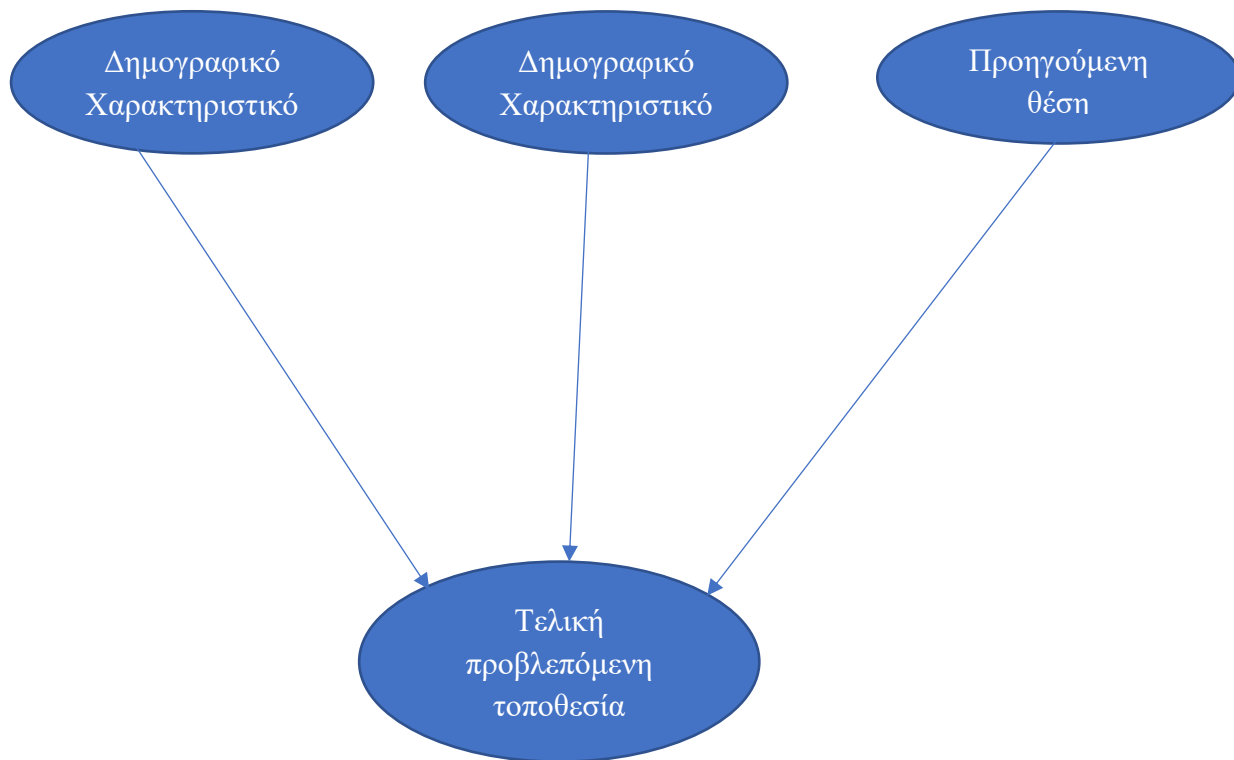 Δημογραφικό
Χαρακτηριστικό
Δημογραφικό
Χαρακτηριστικό
Προηγούμενη
θέση
Τελική
προβλεπόμενη
τοποθεσία